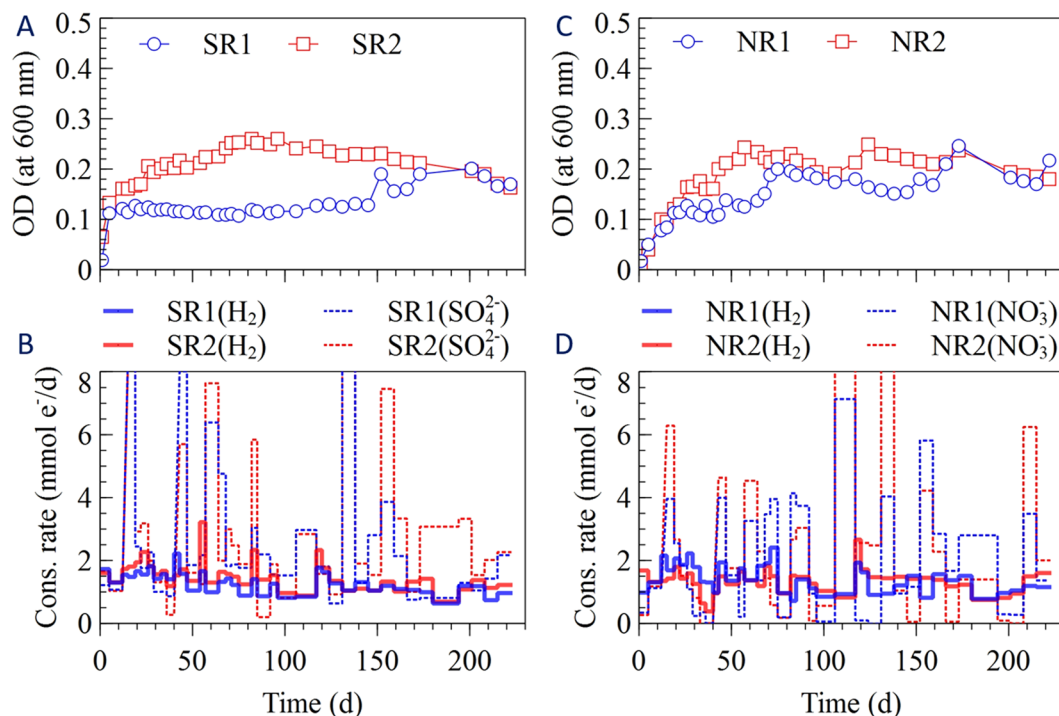 A
SR1 SR2
OD (at 600 nm)
0.5
0.4
0.3
0.2
0.1
0
C
NR1 NR2
OD (at 600 nm)
0.5
0.4
0.3
0.2
0.1
0
B
SR1(H₂) SR1(SO₄²⁻)
SR2(H₂) SR2(SO₄²⁻)
Cons. rate (mmol e⁻/d)
8
6
4
2
0
0 50 100 150 200
Time (d)
D
NR1(H₂) NR1(NO₃⁻)
NR2(H₂) NR2(NO₃⁻)
Cons. rate (mmol e⁻/d)
8
6
4
2
0
0 50 100 150 200
Time (d)